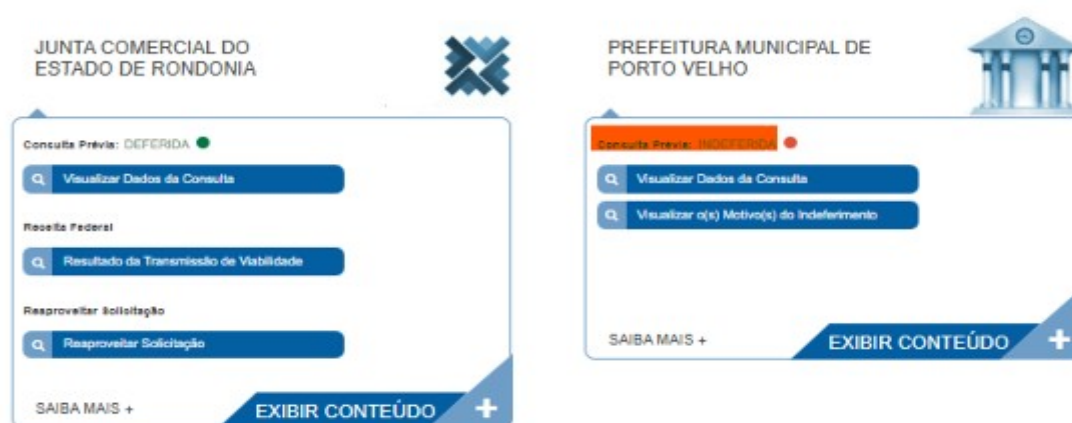 JUNTA COMERCIAL DO
ESTADO DE RONDONIA
Consulta Prévia: DEFERIDA
Visualizar Dados da Consulta
Receita Federal
Resultado da Transmissão de Viabilidade
Reaproveitar Solicitação
Reaproveitar Solicitação
SAIBA MAIS +
EXIBIR CONTEÚDO +
PREFEITURA MUNICIPAL DE
PORTO VELHO
Consulta Prévia: INDEFERIDA
Visualizar Dados da Consulta
Visualizar o(s) Motivo(s) do Indeferimento
SAIBA MAIS +
EXIBIR CONTEÚDO +